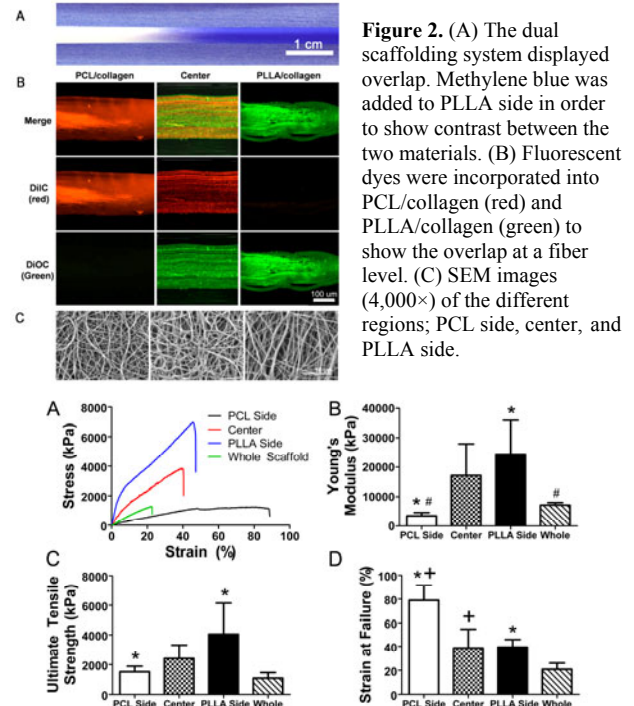 A
1 cm
Figure 2. (A) The dual
scaffolding system displayed
overlap. Methylene blue was
added to PLLA side in order
to show contrast between the
two materials. (B) Fluorescent
dyes were incorporated into
PCL/collagen (red) and
PLLA/collagen (green) to
show the overlap at a fiber
level. (C) SEM images
(4,000×) of the different
regions; PCL side, center, and
PLLA side.
PCL/collagen Center PLLA/collagen
B
Merge
DiIC
(red)
DiOC
(Green)
100 um
C
A
Stress (kPa)
8000
6000
4000
2000
0
0 20 40 60 80 100
Strain (%)
PCL Side
Center
PLLA Side
Whole Scaffold
B
Young's
Modulus (kPa)
40000
30000
20000
10000
0
* #
*
#
PCL Side Center PLLA Side Whole
C
Ultimate Tensile
Strength (kPa)
8000
6000
4000
2000
0
*
*
PCL Side Center PLLA Side Whole
D
Strain at Failure (%)
100
80
60
40
20
0
*+
+
*
PCL Side Center PLLA Side Whole